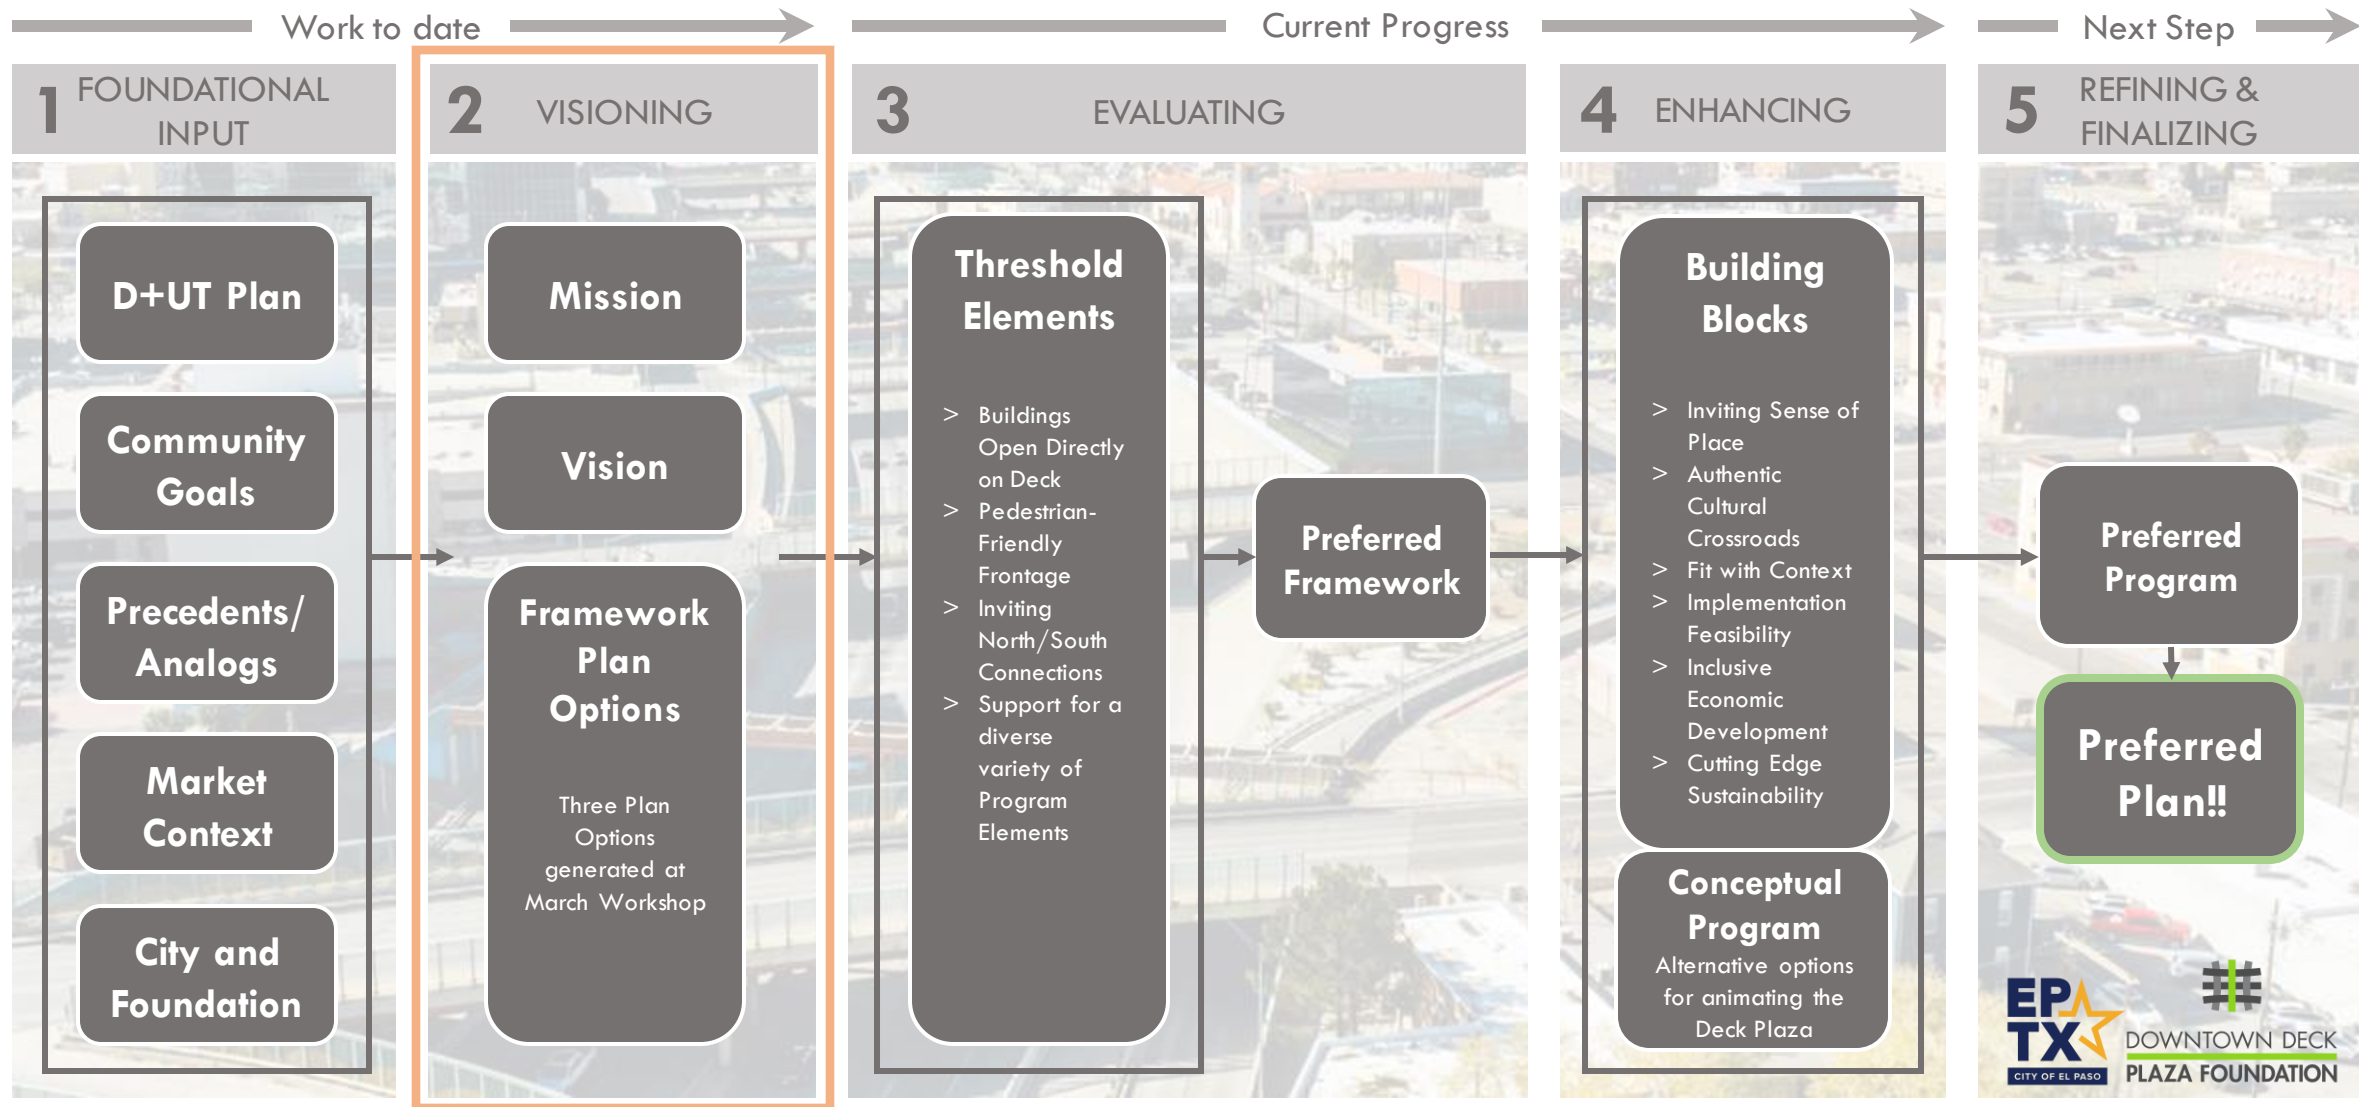 Work to date
Current Progress
Next Step
1
FOUNDATIONAL
INPUT
2
VISIONING
3
EVALUATING
4
ENHANCING
5
REFINING &
FINALIZING
D+UT Plan
Community
Goals
Precedents/
Analogs
Market
Context
City and
Foundation
Mission
Vision
Framework
Plan
Options
Three Plan
Options
generated at
March Workshop
Threshold
Elements
> Buildings
Open Directly
on Deck
> Pedestrian-
Friendly
Frontage
> Inviting
North/South
Connections
> Support for a
diverse
variety of
Program
Elements
Preferred
Framework
Building
Blocks
> Inviting Sense of
Place
> Authentic
Cultural
Crossroads
> Fit with Context
> Implementation
Feasibility
> Inclusive
Economic
Development
> Cutting Edge
Sustainability
Conceptual
Program
Alternative options
for animating the
Deck Plaza
Preferred
Program
Preferred
Plan!!
EP
TX
CITY OF EL PASO
DOWNTOWN DECK
PLAZA FOUNDATION